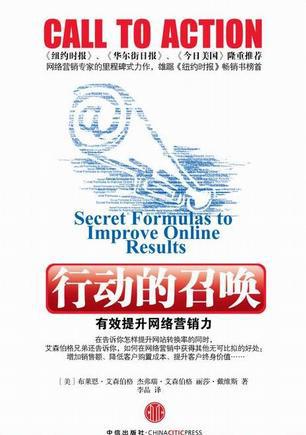 CALL TO ACTION
《纽约时报》、《华尔街日报》、《今日美国》隆重推荐
网络营销专家的里程碑式力作,雄踞《纽约时报》畅销书榜首
Secret Formulas to
Improve Online
Results
行动的召唤
有效提升网络营销力
在告诉你怎样提升网站转换率的同时,
艾森伯格兄弟还告诉你,如何在网络营销中获得其他无可比拟的好处:
增加销售额、降低客户购置成本、提升客户终身价值……
[美] 布莱恩·艾森伯格 杰弗瑞·艾森伯格 丽莎·戴维斯 著
李晶 译
中信出版社·CHINACITICPRESS